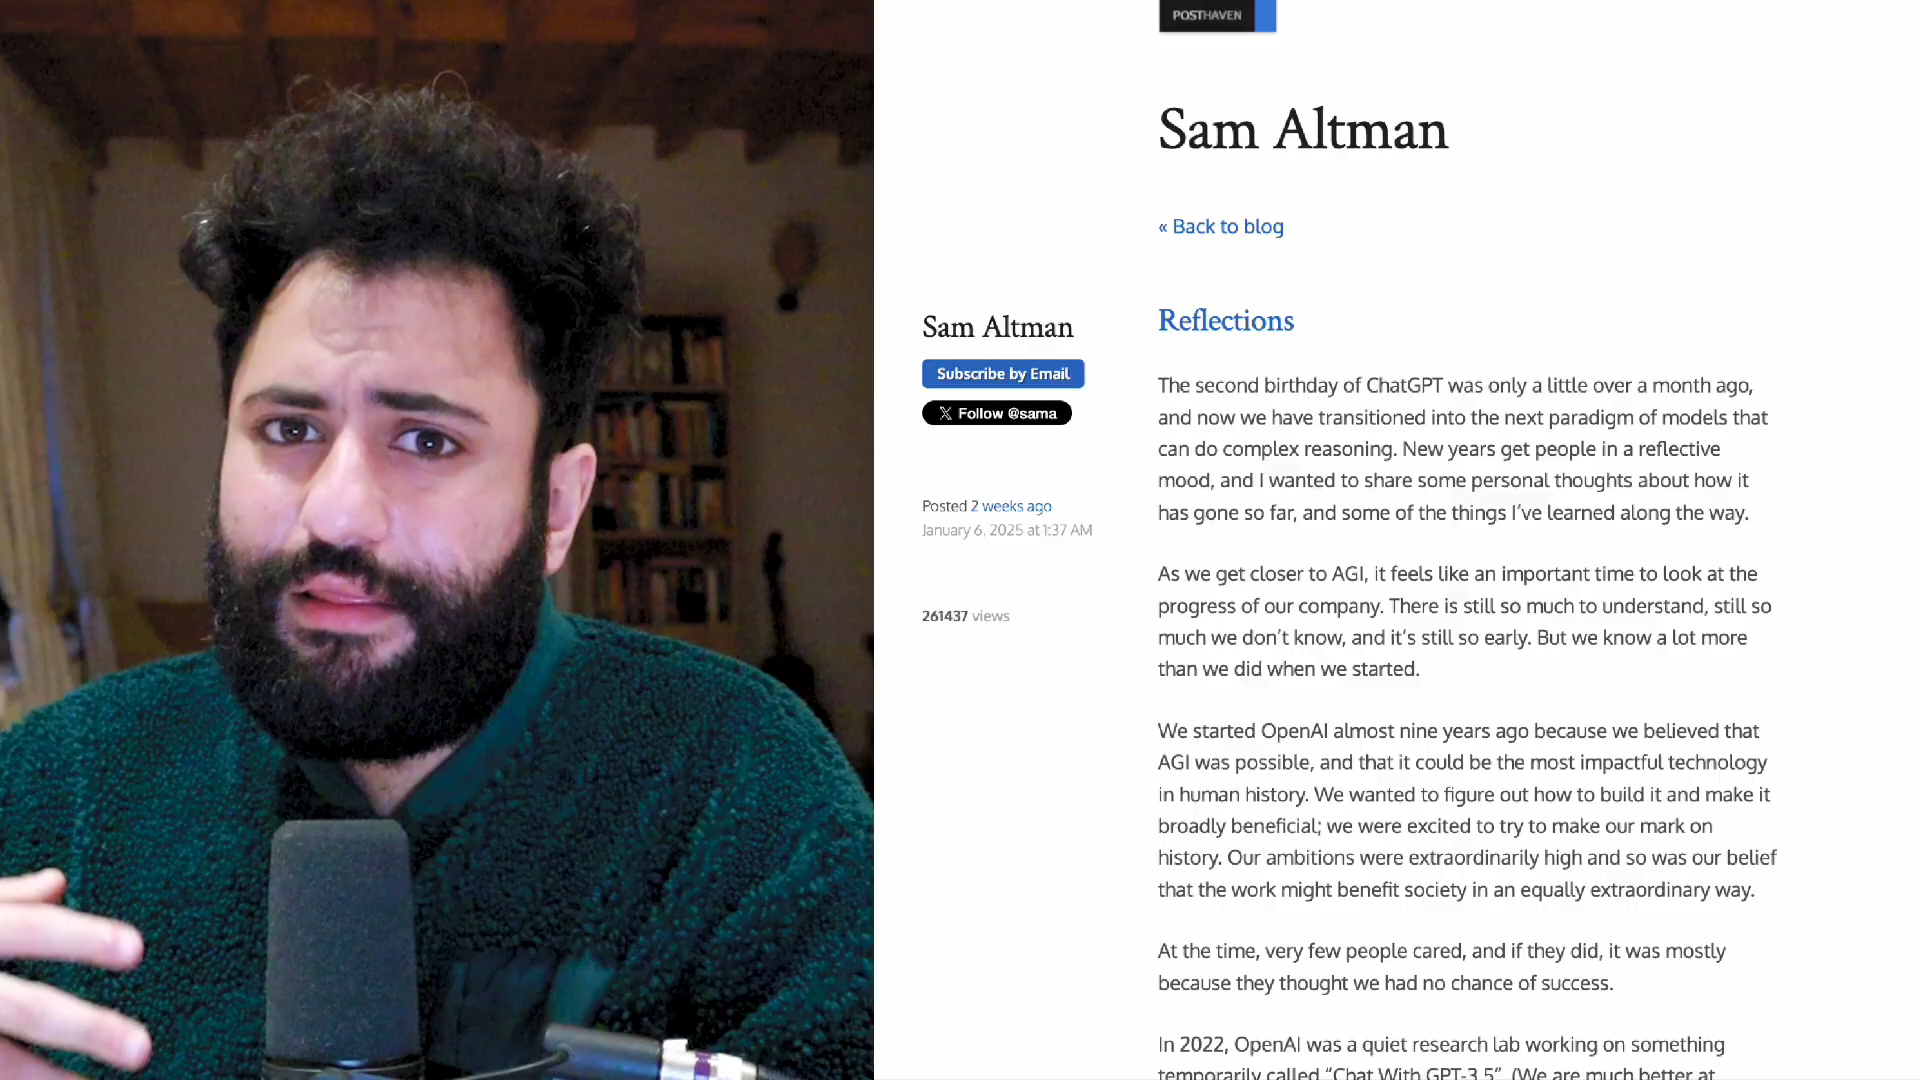 POSTHAVEN
Sam Altman
« Back to blog
Sam Altman
Subscribe by Email
X Follow @sama
Posted 2 weeks ago
January 6, 2025 at 1:37 AM
261437 views
Reflections
The second birthday of ChatGPT was only a little over a month ago,
and now we have transitioned into the next paradigm of models that
can do complex reasoning. New years get people in a reflective
mood, and I wanted to share some personal thoughts about how it
has gone so far, and some of the things I’ve learned along the way.
As we get closer to AGI, it feels like an important time to look at the
progress of our company. There is still so much to understand, still so
much we don’t know, and it’s still so early. But we know a lot more
than we did when we started.
We started OpenAI almost nine years ago because we believed that
AGI was possible, and that it could be the most impactful technology
in human history. We wanted to figure out how to build it and make it
broadly beneficial; we were excited to try to make our mark on
history. Our ambitions were extraordinarily high and so was our belief
that the work might benefit society in an equally extraordinary way.
At the time, very few people cared, and if they did, it was mostly
because they thought we had no chance of success.
In 2022, OpenAI was a quiet research lab working on something
temporarily called “Chat With GPT-3.5”. (We are much better at